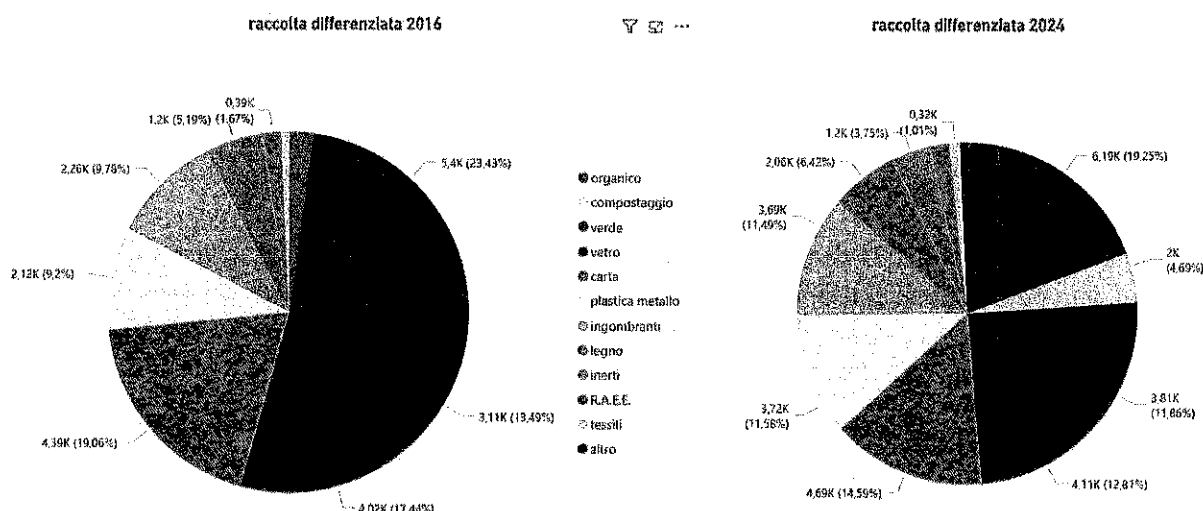 raccolta differenziata 2016
0,39K
(1,67%)
1,2K (5,19%)
2,26K (9,78%)
2,12K (9,2%)
4,39K (19,06%)
4,02K (17,44%)
3,11K (13,49%)
5,4K (23,43%)
organico
compostaggio
verde
vetro
carta
plastica metallo
ingombranti
legno
inerti
R.A.E.E.
tessili
altro
raccolta differenziata 2024
0,32K
(1,01%)
1,2K (3,75%)
2,06K (6,42%)
3,69K
(11,49%)
3,72K
(11,58%)
4,69K (14,59%)
4,11K (12,81%)
3,81K
(11,86%)
2K
(4,69%)
6,19K (19,25%)